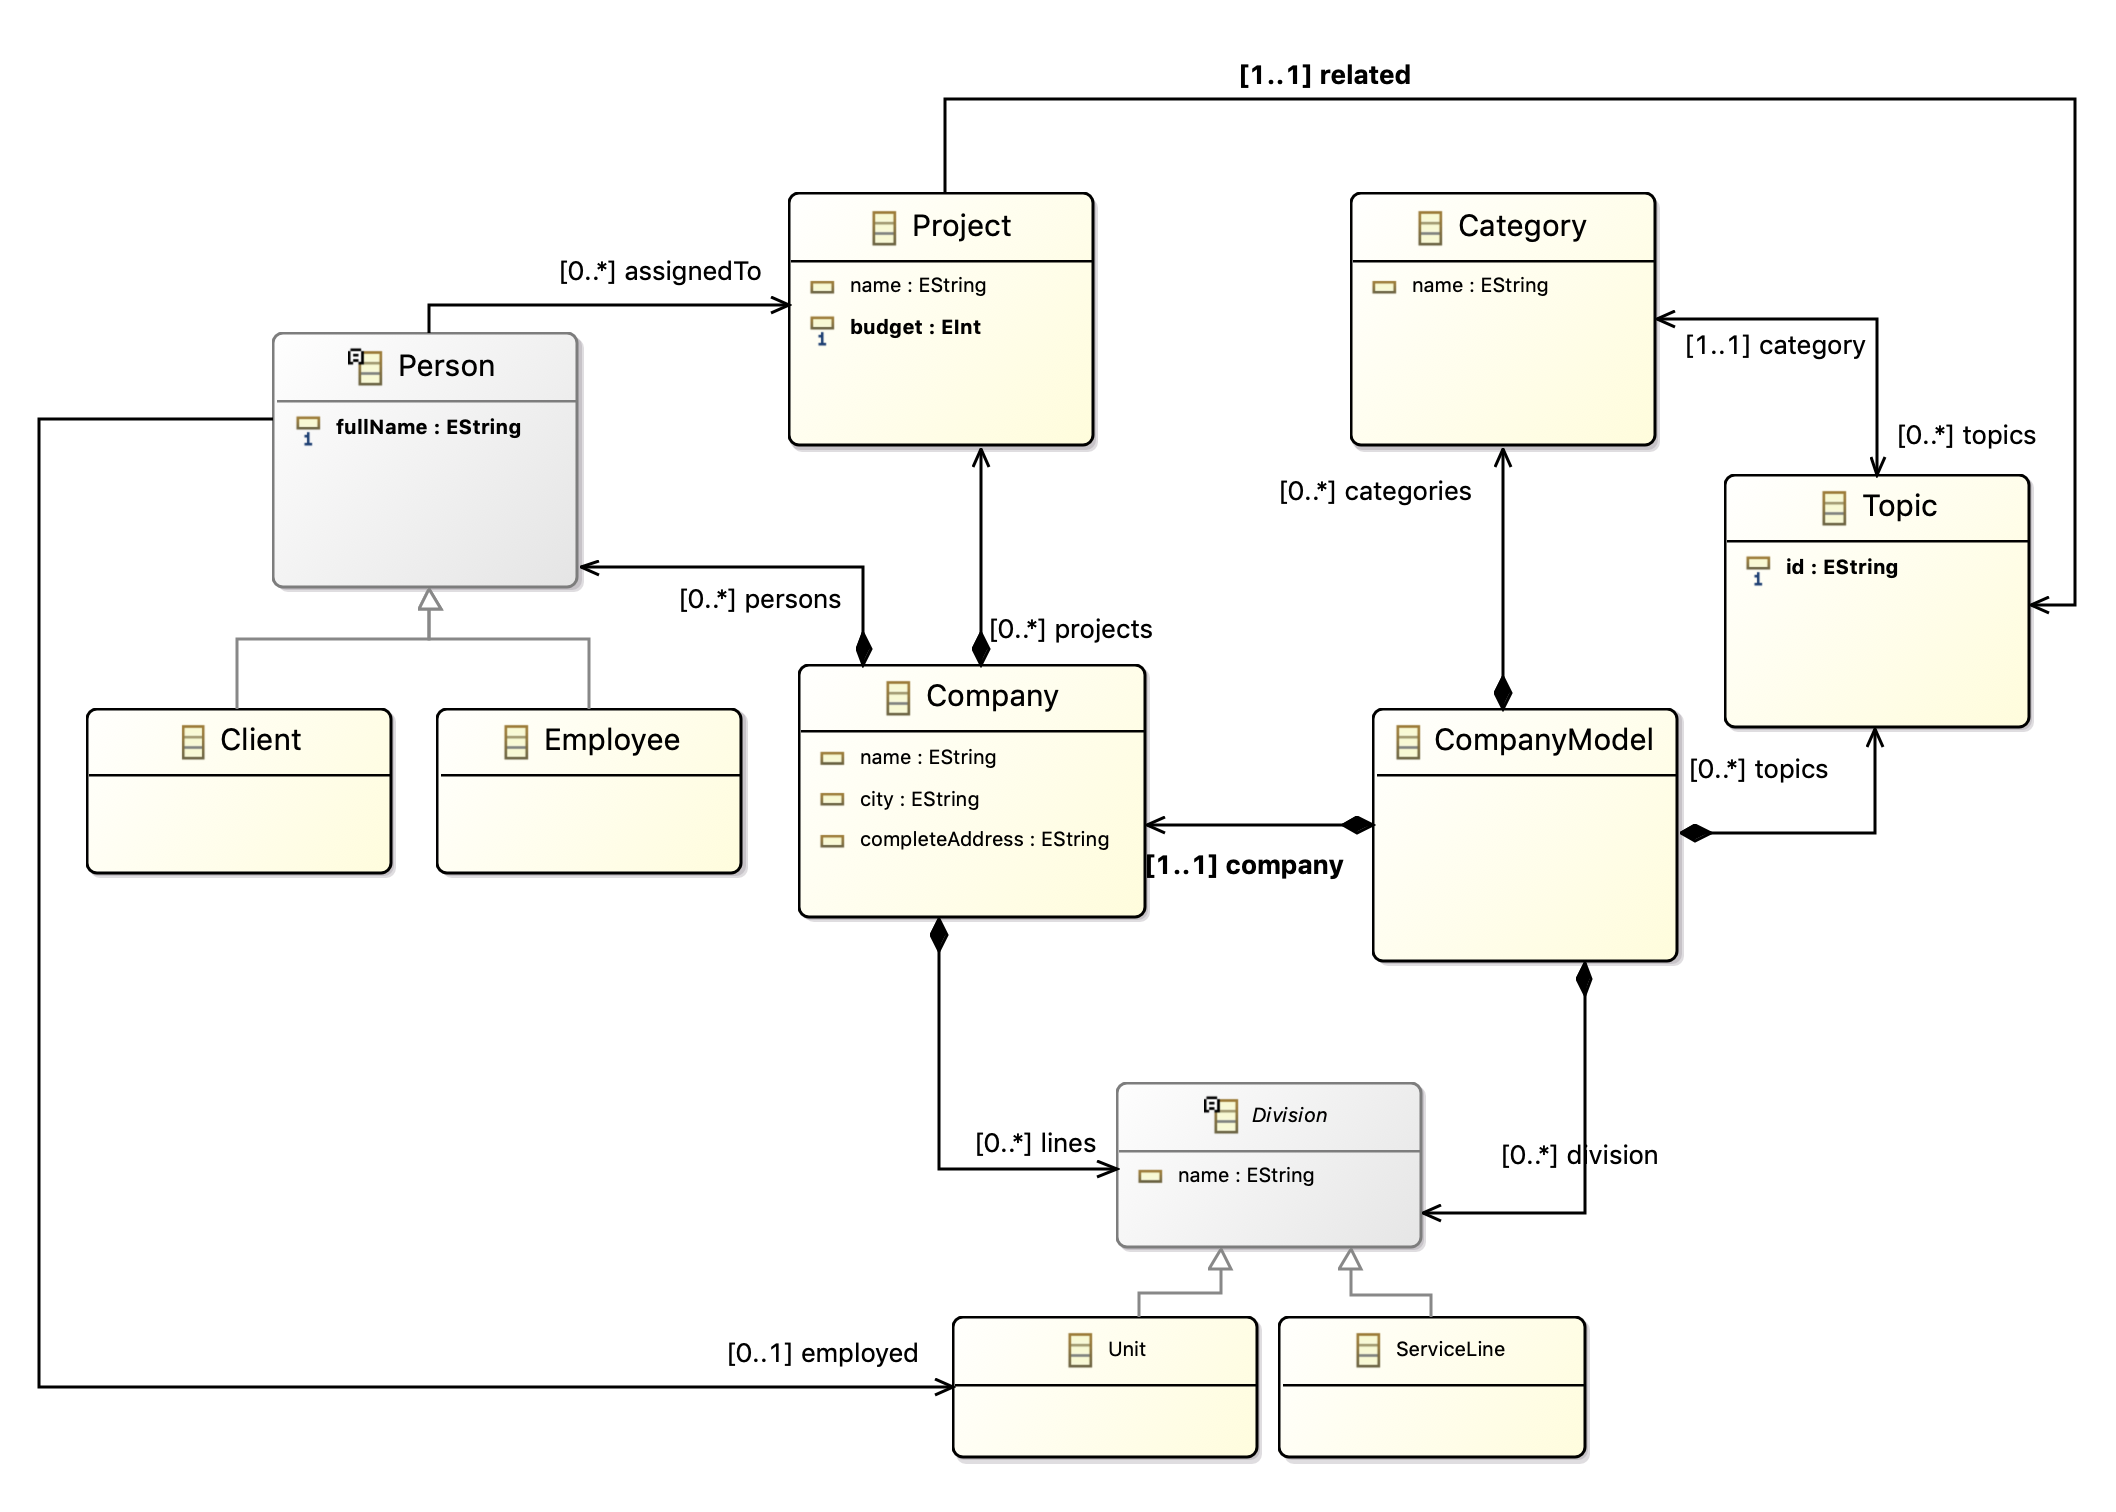 [1..1] related
Project
name : EString
1 budget : EInt
Category
name : EString
[0..*] assignedTo
[1..1] category
[0..*] topics
Person
1 fullName : EString
[0..*] categories
Topic
1 id : EString
[0..*] persons
[0..*] projects
Client
Employee
Company
name : EString
city : EString
completeAddress : EString
CompanyModel
[0..*] topics
[1..1] company
Division
name : EString
[0..*] lines
[0..*] division
[0..1] employed
Unit
ServiceLine